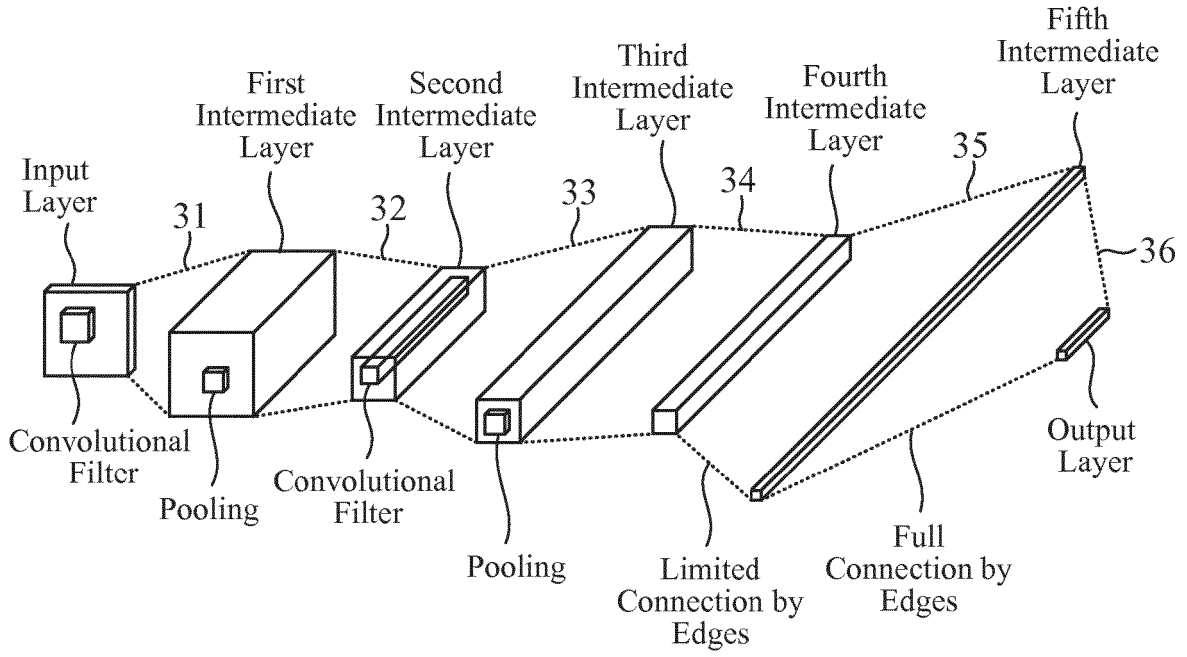 Input
Layer
31
First
Intermediate
Layer
32
Second
Intermediate
Layer
33
Third
Intermediate
Layer
34
Fourth
Intermediate
Layer
35
Fifth
Intermediate
Layer
36
Convolutional
Filter
Pooling
Convolutional
Filter
Pooling
Limited
Connection by
Edges
Full
Connection by
Edges
Output
Layer